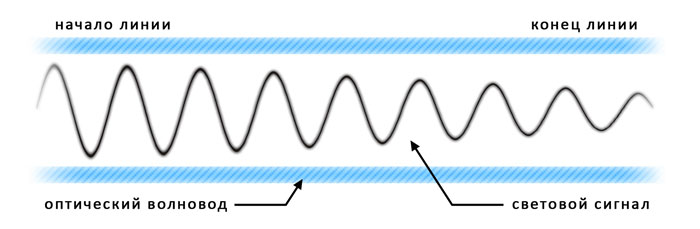 начало линии
конец линии
оптический волновод
световой сигнал